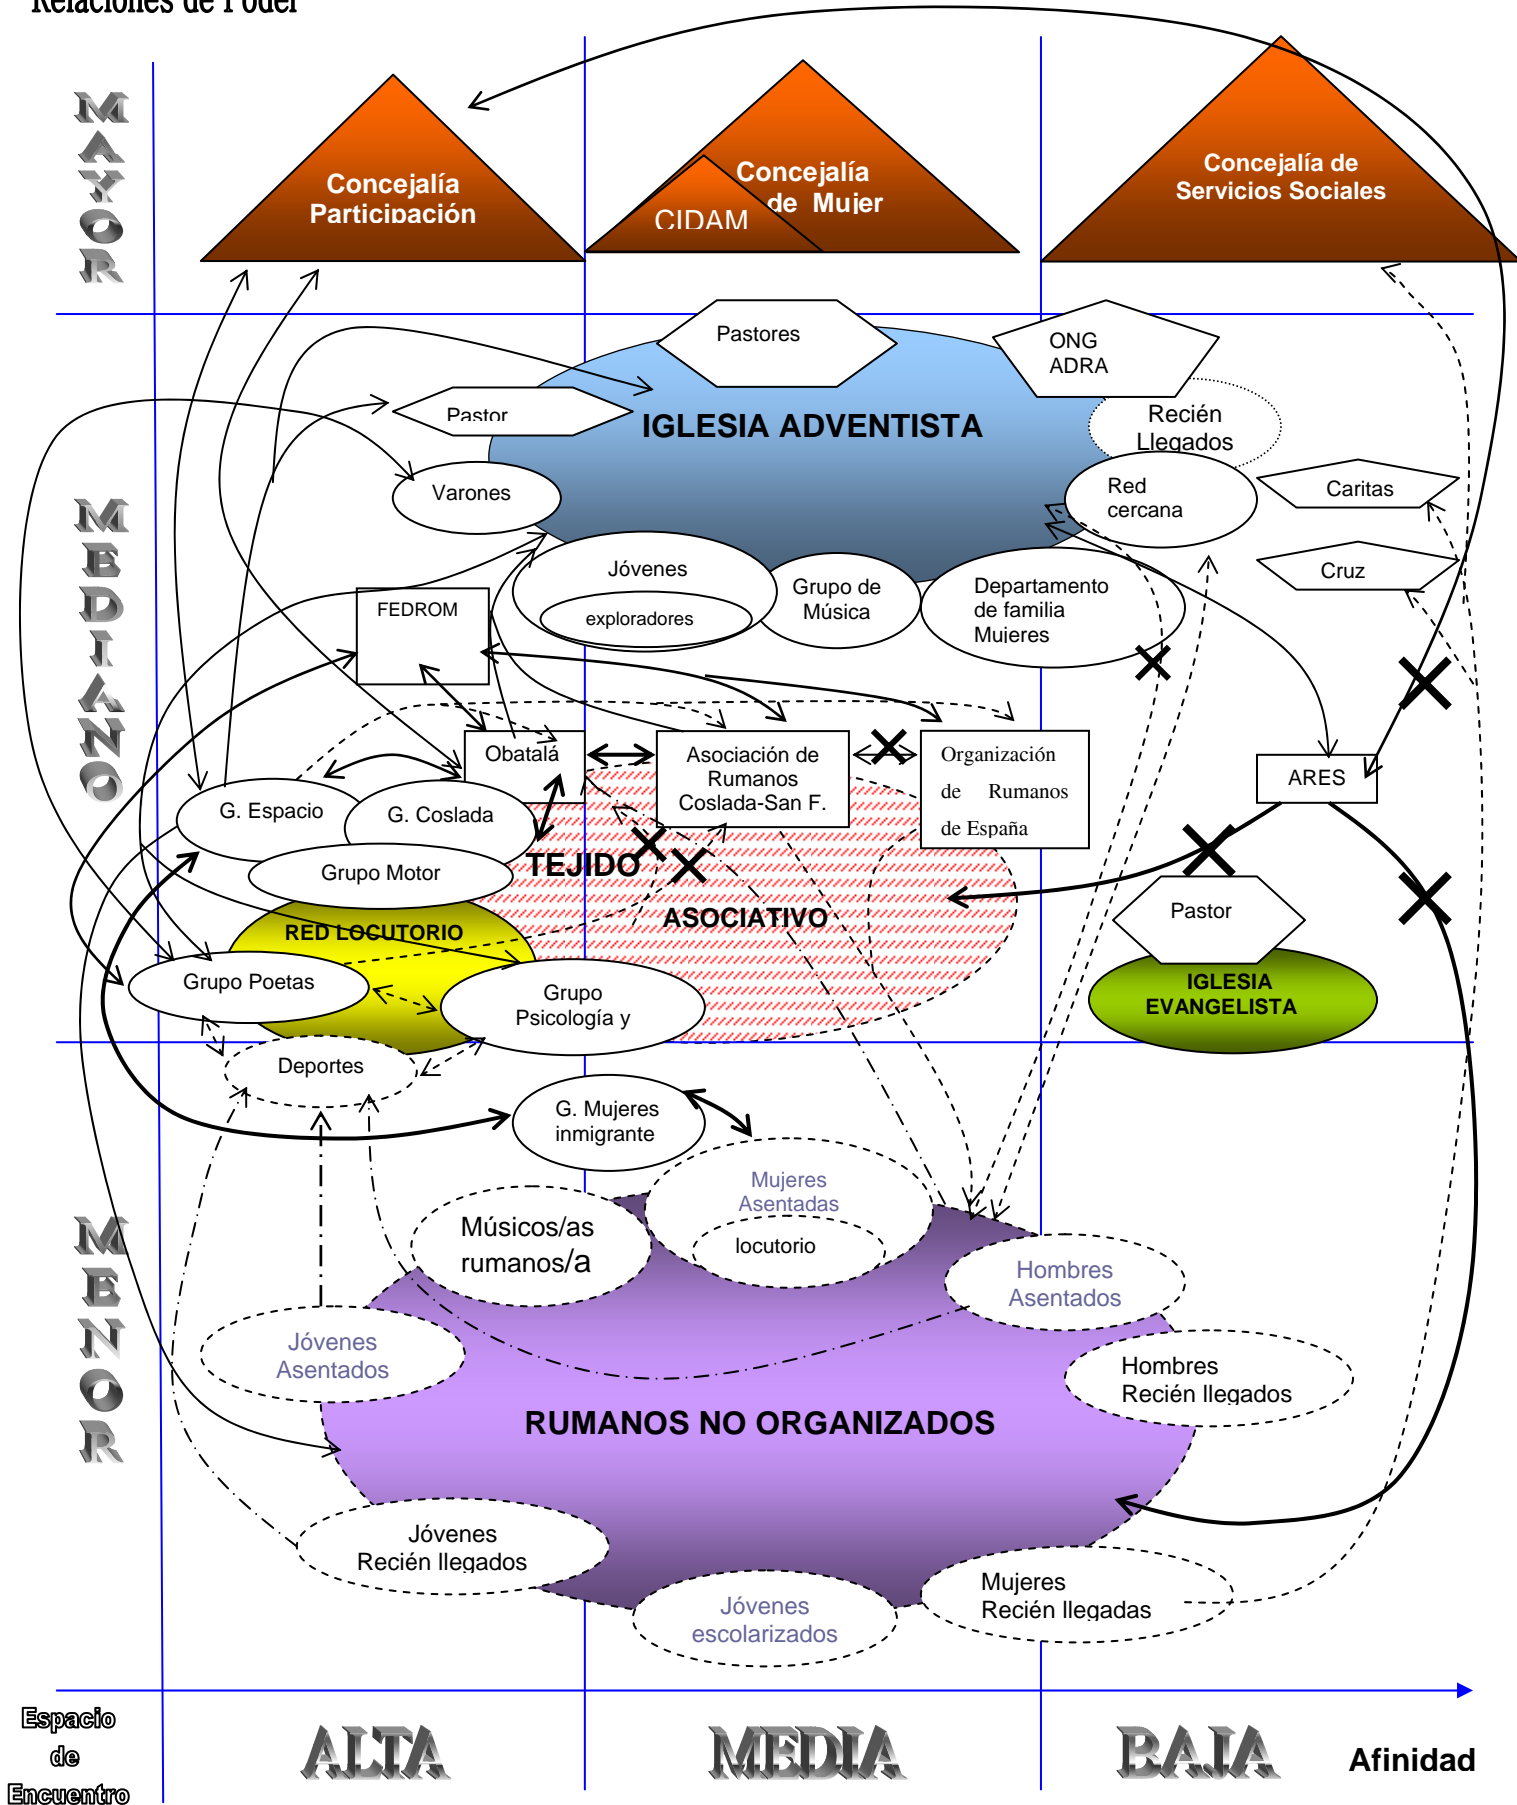 Relaciones de Poder
MAYOR
Concejalía
Participación
Concejalía
de Mujer
CIDAM
Concejalía de
Servicios Sociales
MEDIANO
Pastores
ONG
ADRA
Pastor
IGLESIA ADVENTISTA
Recién
Llegados
Varones
Red
cercana
Caritas
Cruz
Jóvenes
exploradores
Grupo de
Música
Departamento
de familia
Mujeres
FEDROM
Obatalá
Asociación de
Rumanos
Coslada-San F.
Organización
de Rumanos
de España
ARES
G. Espacio
G. Coslada
Grupo Motor
TEJIDO
ASOCIATIVO
RED LOCUTORIO
Pastor
Grupo Poetas
Grupo
Psicología y
IGLESIA
EVANGELISTA
Deportes
MENOR
G. Mujeres
inmigrante
Mujeres
Asentadas
locutorio
Músicos/as
rumanos/a
Hombres
Asentados
Jóvenes
Asentados
Hombres
Recién llegados
RUMANOS NO ORGANIZADOS
Jóvenes
Recién llegados
Mujeres
Recién llegadas
Jóvenes
escolarizados
Espacio
de
Encuentro
ALTA
MEDIA
BAJA
Afinidad